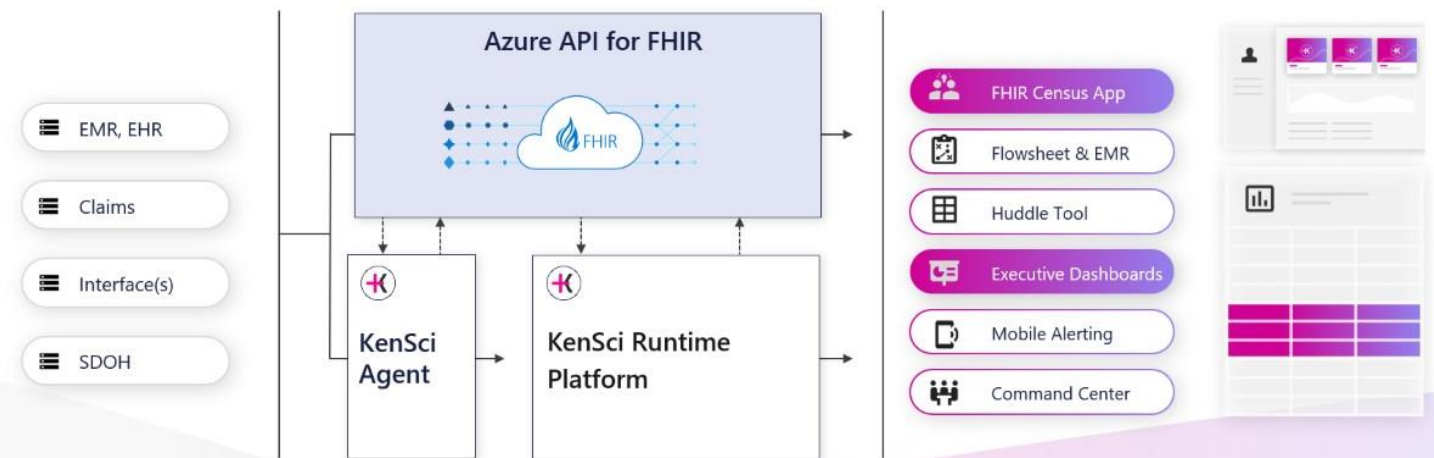 EMR, EHR
Claims
Interface(s)
SDOH
Azure API for FHIR
FHIR
KenSci
Agent
KenSci Runtime
Platform
FHIR Census App
Flowsheet & EMR
Huddle Tool
Executive Dashboards
Mobile Alerting
Command Center